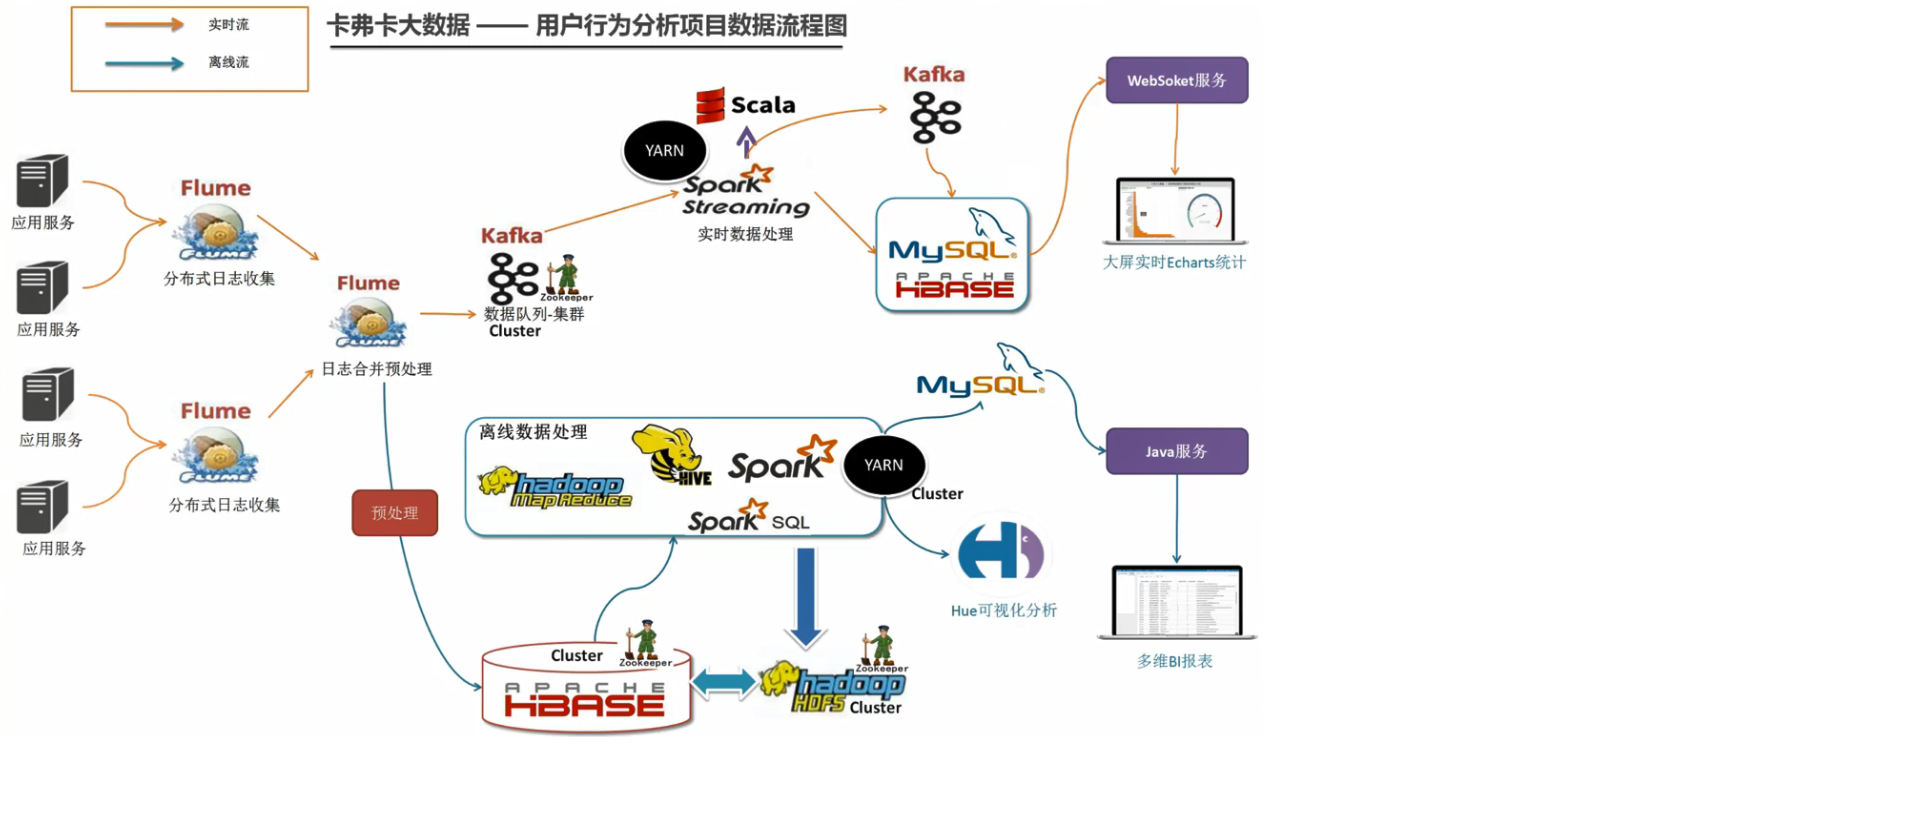 实时流
离线流
卡弗卡大数据 —— 用户行为分析项目数据流程图
应用服务
应用服务
应用服务
应用服务
Flume
FLUME
分布式日志收集
Flume
FLUME
分布式日志收集
Flume
FLUME
日志合并预处理
Kafka
Zookeeper
数据队列-集群
Cluster
YARN
Scala
Spark
Streaming
实时数据处理
Kafka
MySQL
APACHE
HBASE
WebSoket服务
大屏实时Echarts统计
预处理
离线数据处理
hadoop
Map Reduce
HIVE
Spark
Spark SQL
YARN
Cluster
MySQL
Java服务
Hue可视化分析
多维BI报表
Cluster
Zookeeper
APACHE
HBASE
Zookeeper
hadoop
HDFS
Cluster